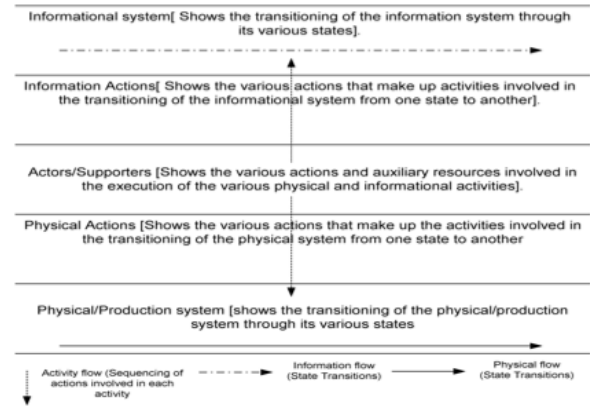 Informational system[ Shows the transitioning of the information system through
its various states].
Information Actions[ Shows the various actions that make up activities involved in
the transitioning of the informational system from one state to another].
Actors/Supporters [Shows the various actions and auxiliary resources involved in
the execution of the various physical and informational activities].
Physical Actions [Shows the various actions that make up the activities involved in
the transitioning of the physical system from one state to another
Physical/Production system [shows the transitioning of the physical/production
system through its various states
Activity flow (Sequencing of
actions involved in each
activity
Information flow
(State Transitions)
Physical flow
(State Transitions)